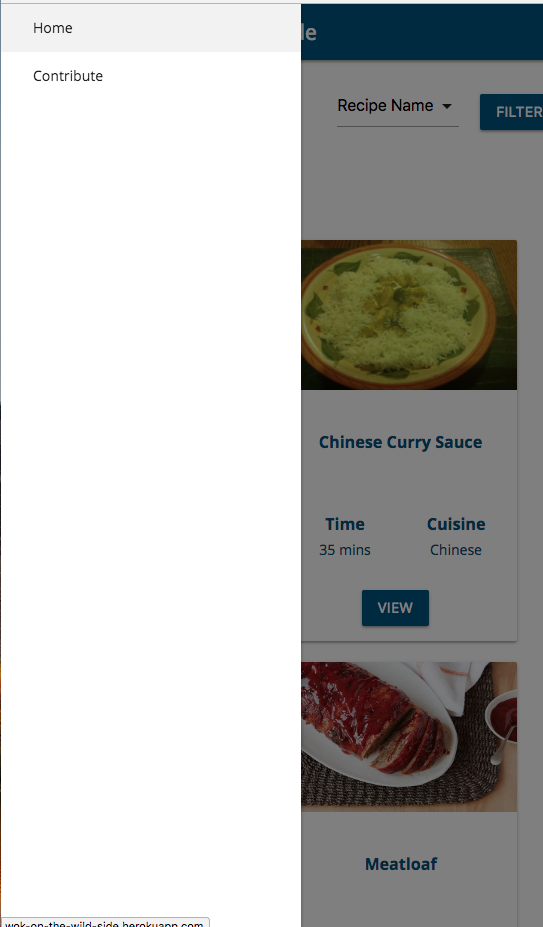 Home
Contribute
le
Recipe Name
FILTER
Chinese Curry Sauce
Time Cuisine
35 mins Chinese
VIEW
Meatloaf
wok-on-the-wild-side.herokuapp.com